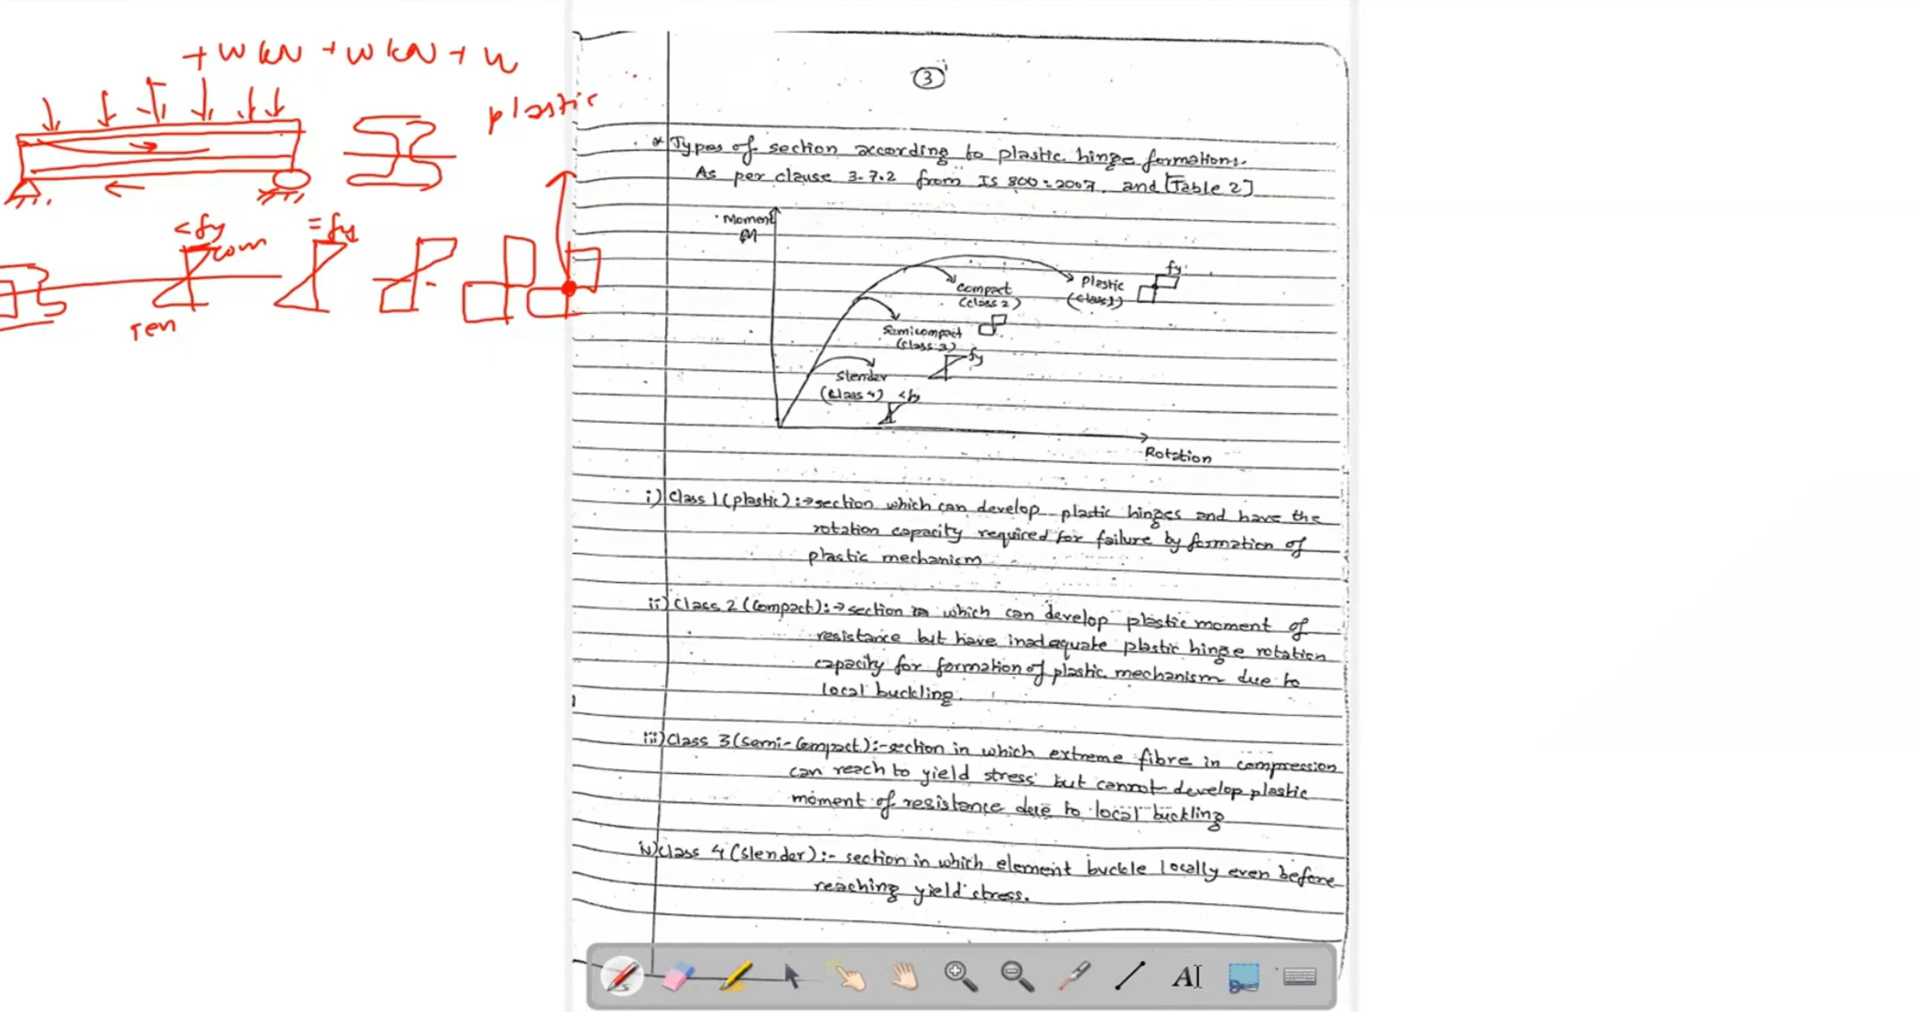 + W kN + W kN + W
plastic
<fy
com
= fy
Ten
3
* Types of section according to plastic hinge formations.
As per clause 3.7.2 from IS 800:2007, and [Table 2]
Moment
M
fy
Plastic
(class 1)
Compact
(class 2)
Semicompact
(class 3)
fy
Slender
(class 4) <fy
Rotation
i) Class 1 (plastic) :→ section which can develop plastic hinges and have the
rotation capacity required for failure by formation of
plastic mechanism
ii) Class 2 (Compact) :→ section in which can develop plastic moment of
resistance but have inadequate plastic hinge rotation
capacity for formation of plastic mechanism due to
local buckling.
iii) Class 3 (Semi-Compact) :- section in which extreme fibre in compression
can reach to yield stress but cannot develop plastic
moment of resistance due to local buckling
iv) Class 4 (Slender) :- section in which element buckle locally even before
reaching yield stress.
AI